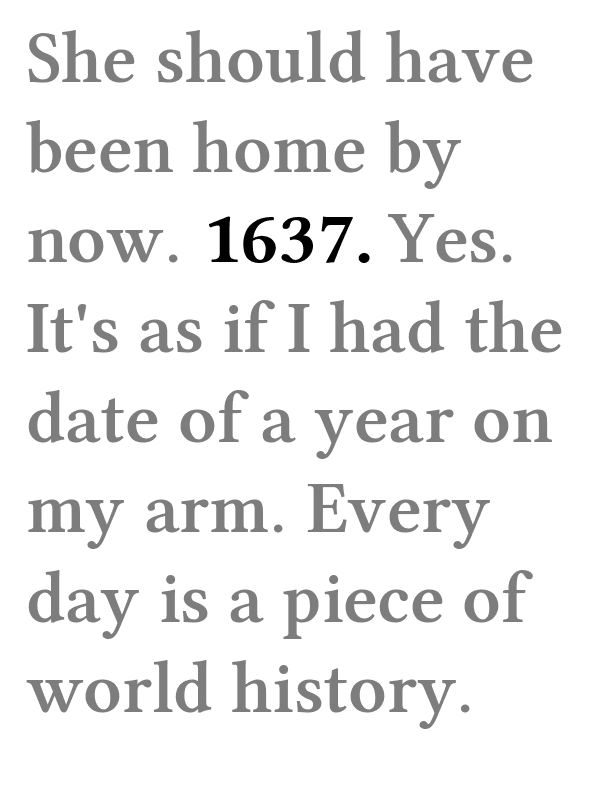 She should have
been home by
now. 1637. Yes.
It's as if I had the
date of a year on
my arm. Every
day is a piece of
world history.